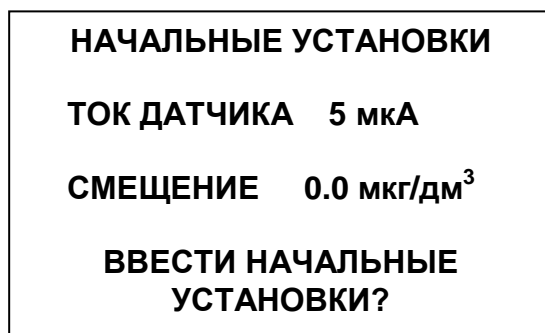 НАЧАЛЬНЫЕ УСТАНОВКИ
ТОК ДАТЧИКА 5 мкА
СМЕЩЕНИЕ 0.0 мкг/дм³
ВВЕСТИ НАЧАЛЬНЫЕ
УСТАНОВКИ?